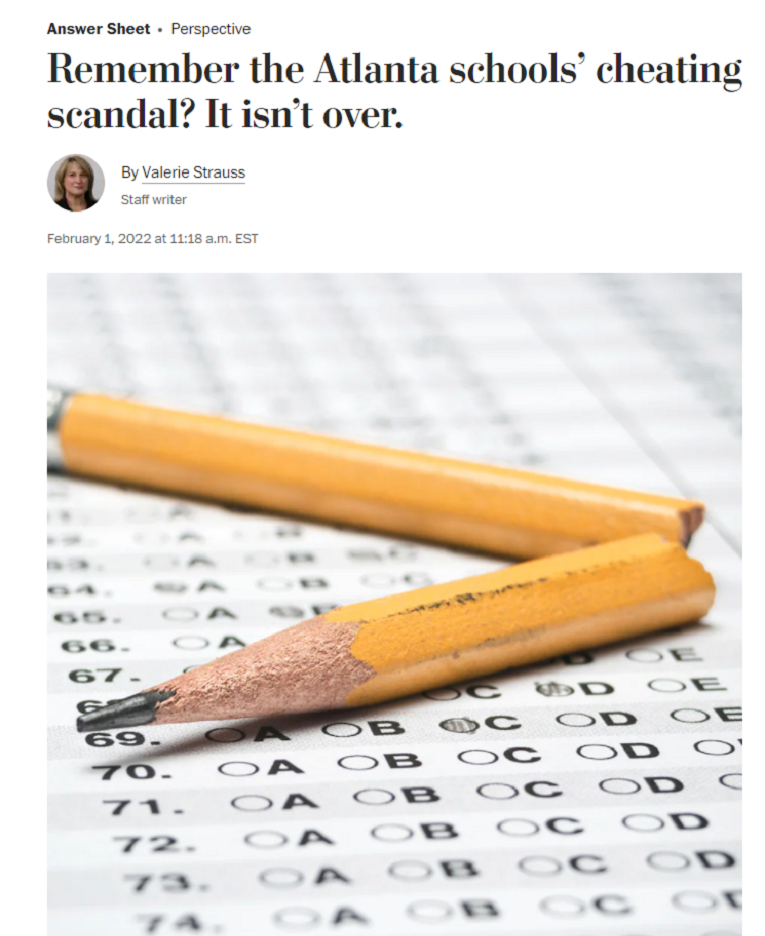 Answer Sheet • Perspective
Remember the Atlanta schools’ cheating
scandal? It isn’t over.
By Valerie Strauss
Staff writer
February 1, 2022 at 11:18 a.m. EST
63. A B C
64. A B C
65. A B
66. A
67. B E
C D E
69. A B C D E
70. A B C D
71. A B C D
72. A B C D
73. A B C D
74. A B C D